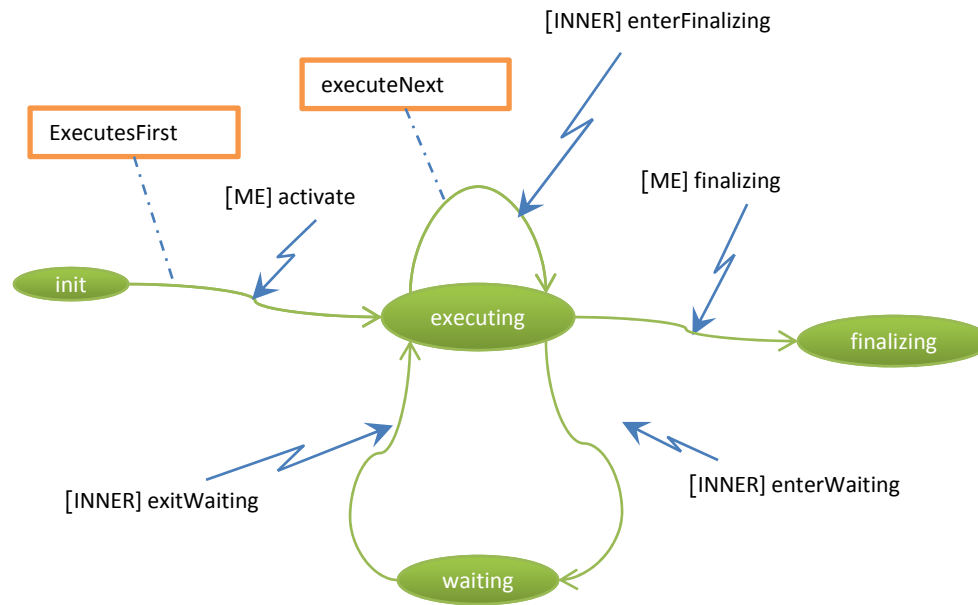 [INNER] enterFinalizing
executeNext
ExecutesFirst
[ME] activate
[ME] finalizing
init
executing
finalizing
[INNER] exitWaiting
[INNER] enterWaiting
waiting